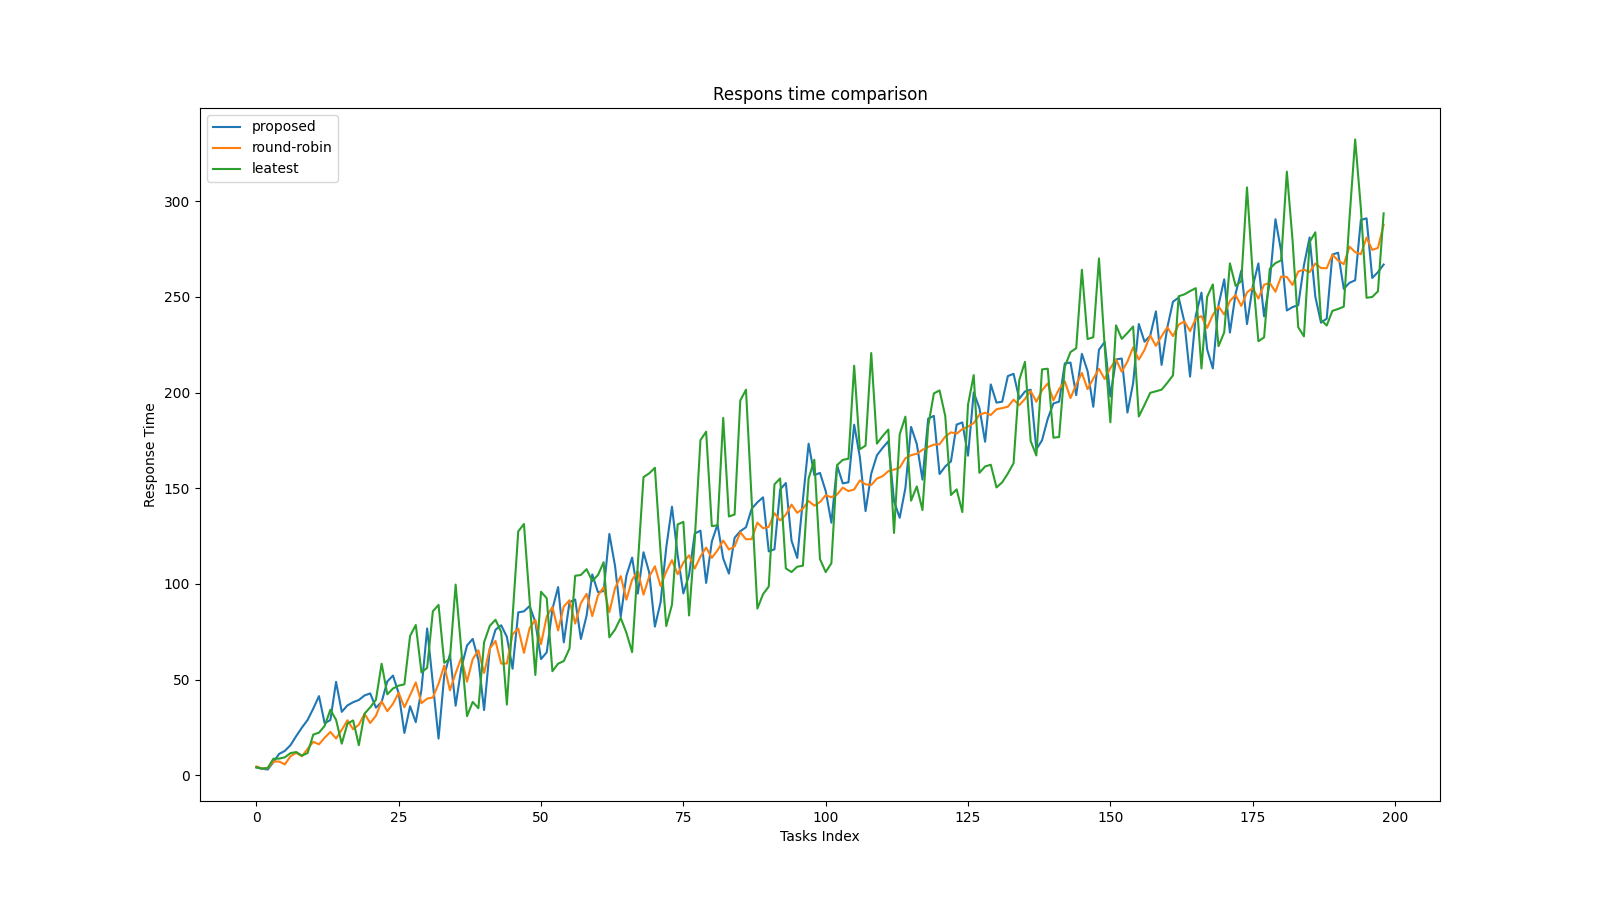 Respons time comparison
proposed
round-robin
leatest
300
250
200
150
100
50
0
Response Time
0 25 50 75 100 125 150 175 200
Tasks Index